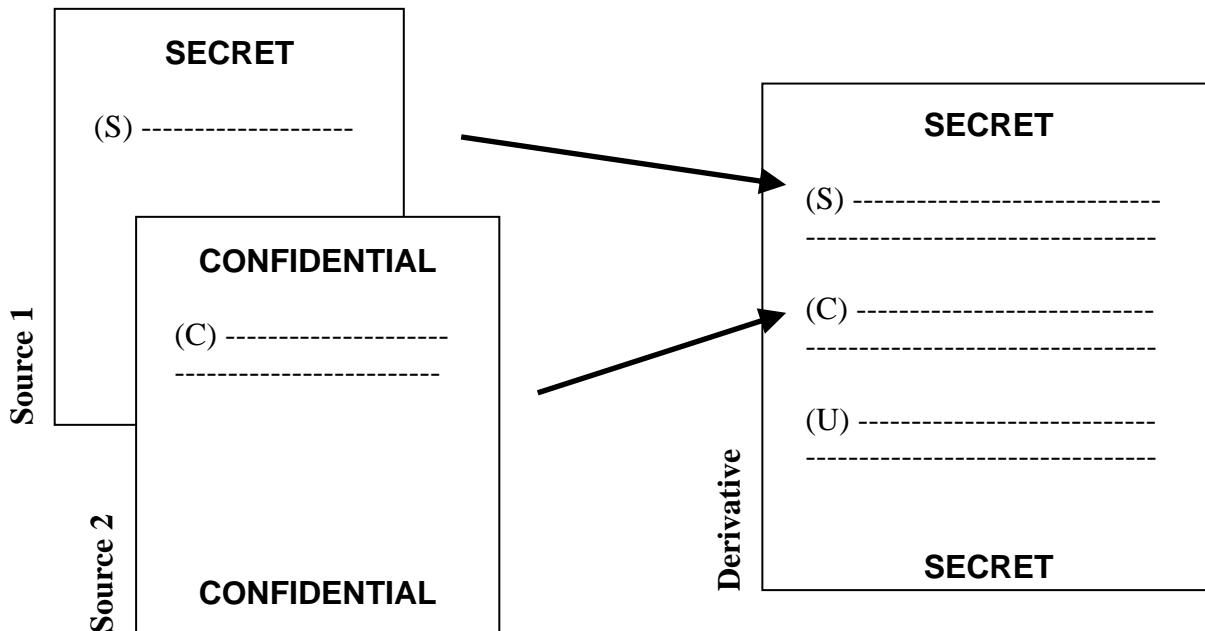 SECRET
(S) --------------------
Source 1
CONFIDENTIAL
(C) ---------------------
-------------------------
CONFIDENTIAL
Source 2
SECRET
(S) -----------------------------
---------------------------------
(C) ----------------------------
---------------------------------
(U) ----------------------------
---------------------------------
SECRET
Derivative